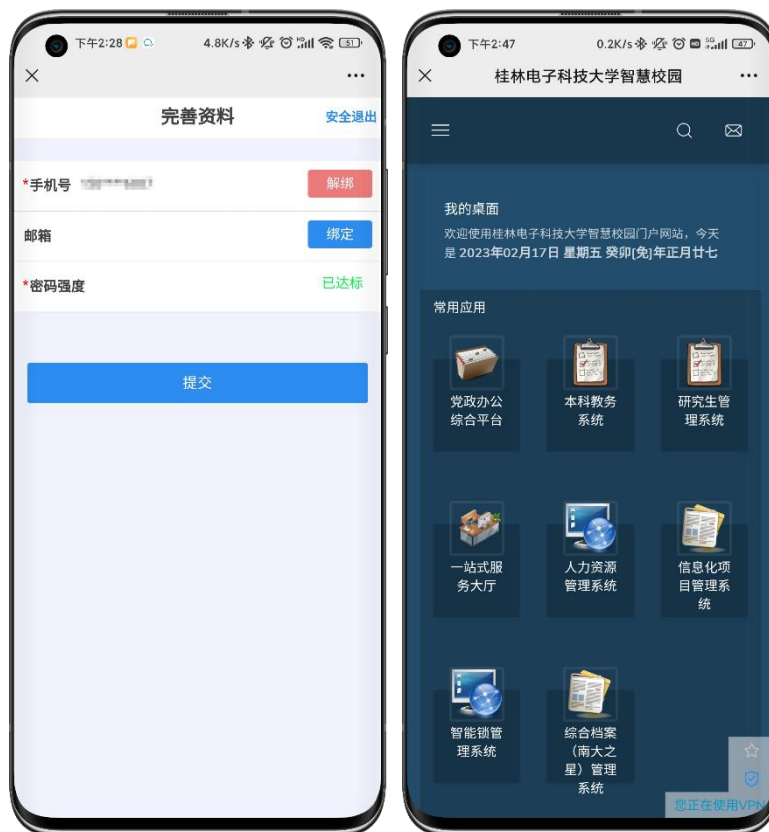 下午2:28
4.8K/s
51
完善资料
安全退出
*手机号
解绑
邮箱
绑定
*密码强度
已达标
提交
下午2:47
0.2K/s
5G
47
桂林电子科技大学智慧校园
我的桌面
欢迎使用桂林电子科技大学智慧校园门户网站，今天
是 2023年02月17日 星期五 癸卯[兔]年正月廿七
常用应用
党政办公
综合平台
本科教务
系统
研究生管
理系统
一站式服
务大厅
人力资源
管理系统
信息化项
目管理系
统
智能锁管
理系统
综合档案
（南大之
星）管理
系统
您正在使用VPN